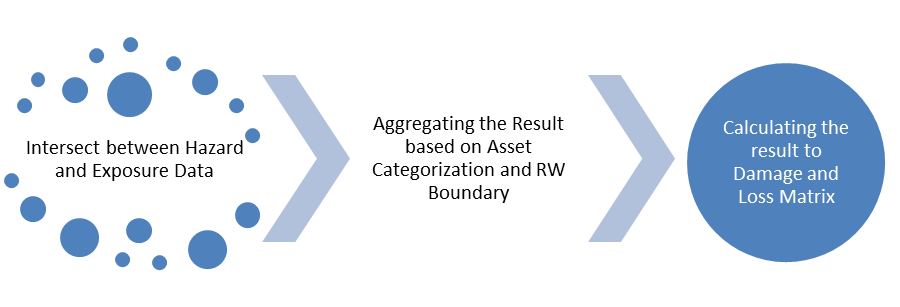 Intersect between Hazard
and Exposure Data
Aggregating the Result
based on Asset
Categorization and RW
Boundary
Calculating the
result to
Damage and
Loss Matrix